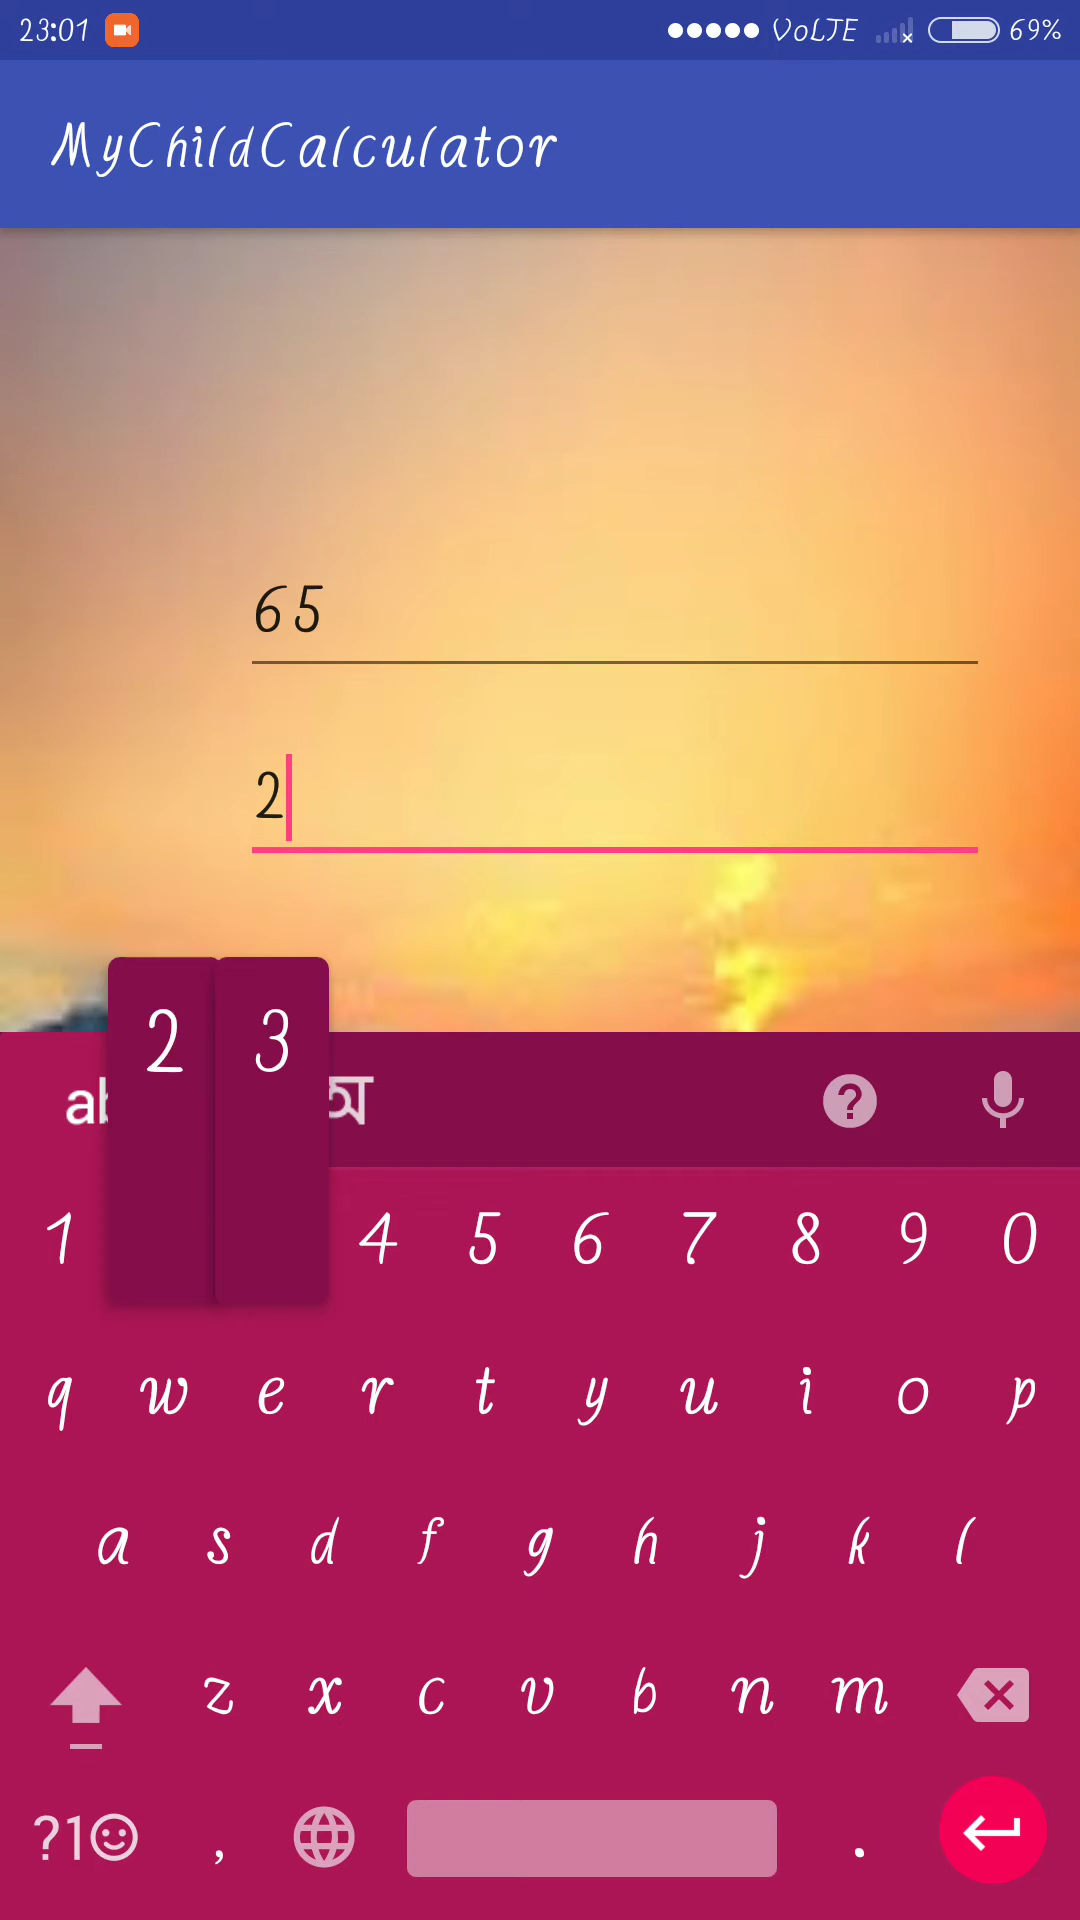 23:01 VoLTE 69%
MyChildCalculator
65
2
2 3
অ
1 4 5 6 7 8 9 0
q w e r t y u i o p
a s d f g h j k l
z x c v b n m
?1☺ , .